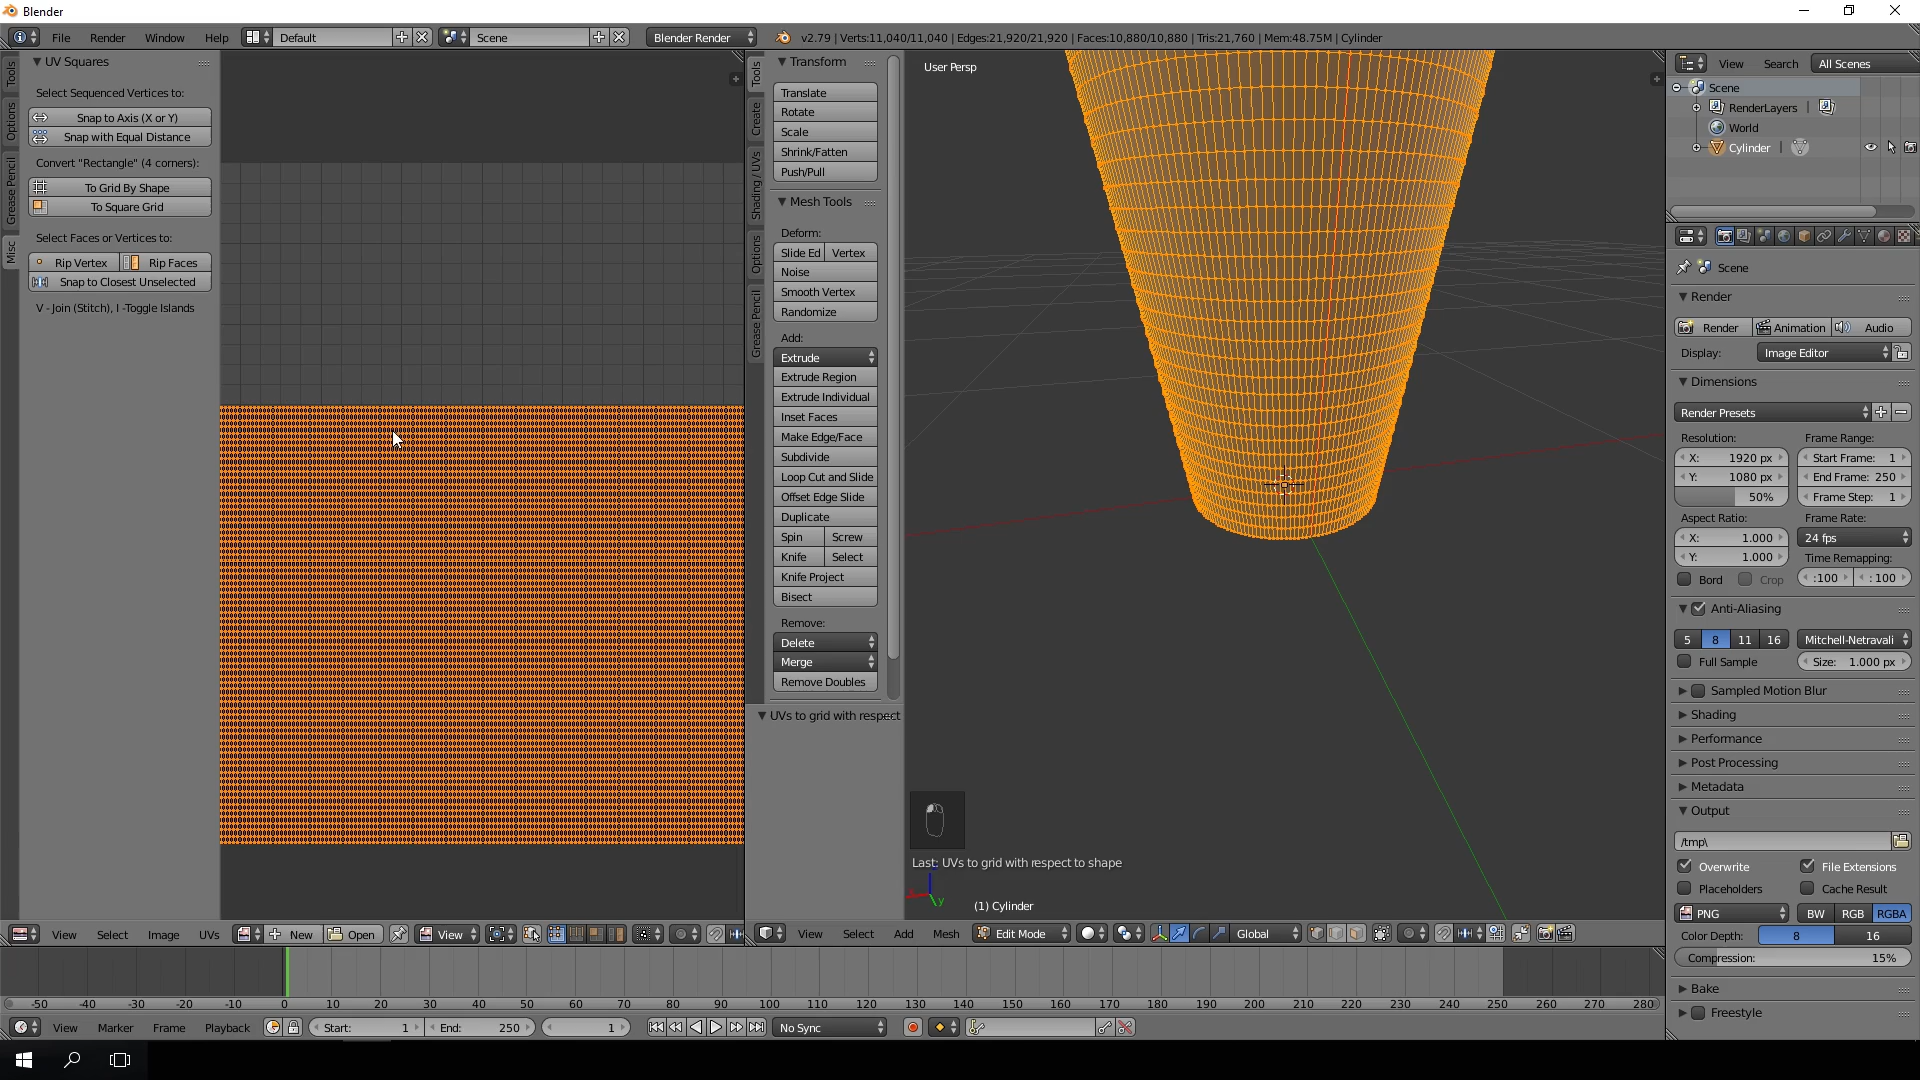 Blender
File Render Window Help Default Scene Blender Render v2.79 | Verts:11,040/11,040 | Edges:21,920/21,920 | Faces:10,880/10,880 | Tris:21,760 | Mem:48.75M | Cylinder
Tools
Options
Grease Pencil
Misc
UV Squares
Select Sequenced Vertices to:
Snap to Axis (X or Y)
Snap with Equal Distance
Convert "Rectangle" (4 corners):
To Grid By Shape
To Square Grid
Select Faces or Vertices to:
Rip Vertex Rip Faces
Snap to Closest Unselected
V - Join (Stitch), I -Toggle Islands
View Select Image UVs New Open View
Tools
Create
Shading / UVs
Options
Grease Pencil
Transform
Translate
Rotate
Scale
Shrink/Fatten
Push/Pull
Mesh Tools
Deform:
Slide Ed Vertex
Noise
Smooth Vertex
Randomize
Add:
Extrude
Extrude Region
Extrude Individual
Inset Faces
Make Edge/Face
Subdivide
Loop Cut and Slide
Offset Edge Slide
Duplicate
Spin Screw
Knife Select
Knife Project
Bisect
Remove:
Delete
Merge
Remove Doubles
UVs to grid with respect
User Persp
Last: UVs to grid with respect to shape
y
(1) Cylinder
View Select Add Mesh Edit Mode Global
View Search All Scenes
Scene
RenderLayers |
World
Cylinder |
Scene
Render
Render Animation Audio
Display: Image Editor
Dimensions
Render Presets
Resolution: Frame Range:
X: 1920 px Start Frame: 1
Y: 1080 px End Frame: 250
50% Frame Step: 1
Aspect Ratio: Frame Rate:
X: 1.000 24 fps
Y: 1.000 Time Remapping:
Bord Crop :100 : 100
Anti-Aliasing
5 8 11 16 Mitchell-Netravali
Full Sample Size: 1.000 px
Sampled Motion Blur
Shading
Performance
Post Processing
Metadata
Output
/tmp\
Overwrite File Extensions
Placeholders Cache Result
PNG BW RGB RGBA
Color Depth: 8 16
Compression: 15%
Bake
Freestyle
-50 -40 -30 -20 -10 0 10 20 30 40 50 60 70 80 90 100 110 120 130 140 150 160 170 180 190 200 210 220 230 240 250 260 270 280
View Marker Frame Playback Start: 1 End: 250 1 No Sync